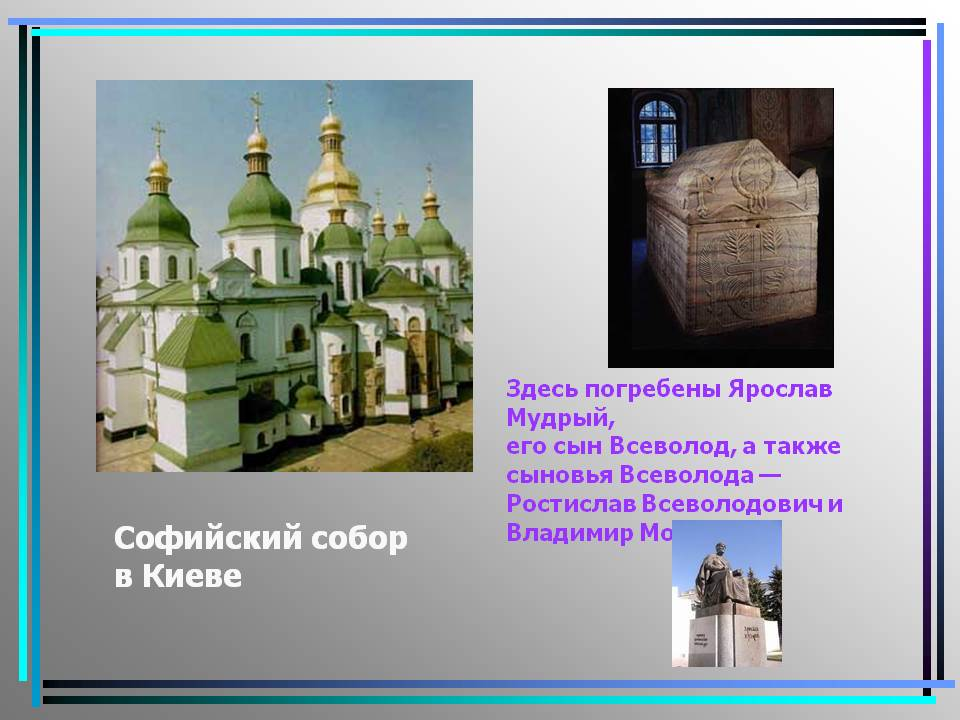 Здесь погребены Ярослав
Мудрый,
его сын Всеволод, а также
сыновья Всеволода —
Ростислав Всеволодович и
Владимир Мо
Софийский собор
в Киеве